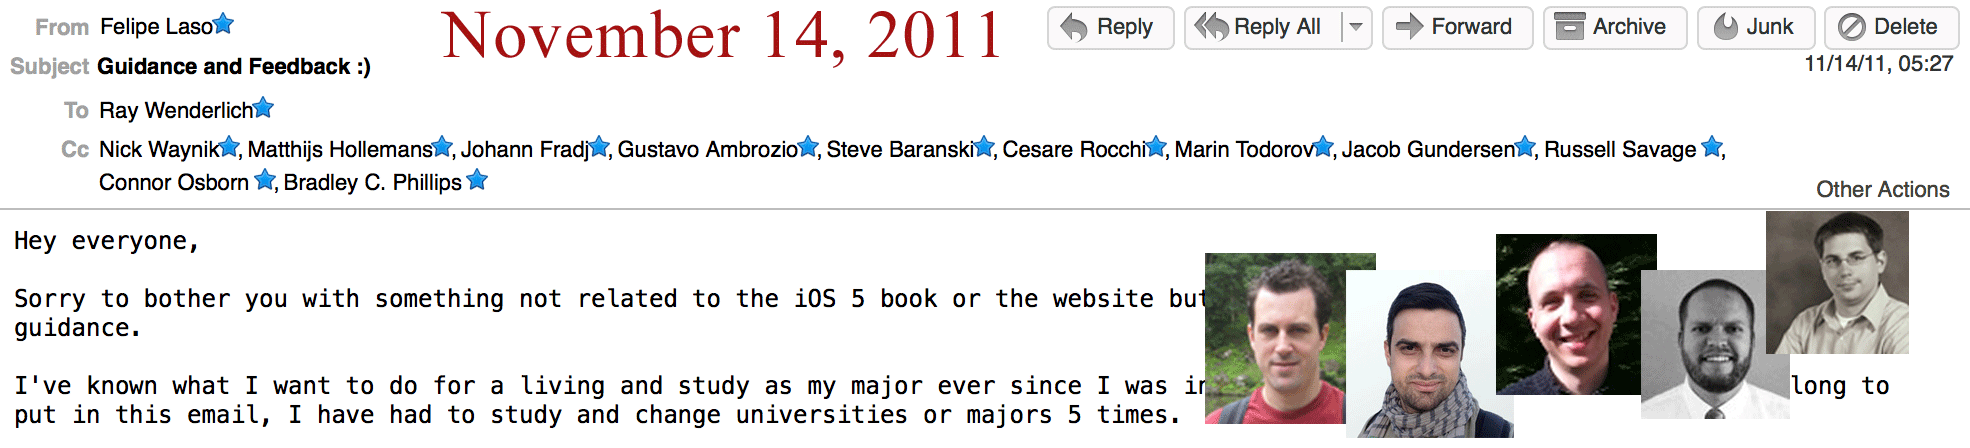 From Felipe Laso
November 14, 2011
Reply Reply All Forward Archive Junk Delete
Subject Guidance and Feedback :)
11/14/11, 05:27
To Ray Wenderlich
Cc Nick Waynik, Matthijs Hollemans, Johann Fradj, Gustavo Ambrozio, Steve Baranski, Cesare Rocchi, Marin Todorov, Jacob Gundersen, Russell Savage ,
Connor Osborn , Bradley C. Phillips
Other Actions
Hey everyone,
Sorry to bother you with something not related to the iOS 5 book or the website but
guidance.
I've known what I want to do for a living and study as my major ever since I was in long to
put in this email, I have had to study and change universities or majors 5 times.